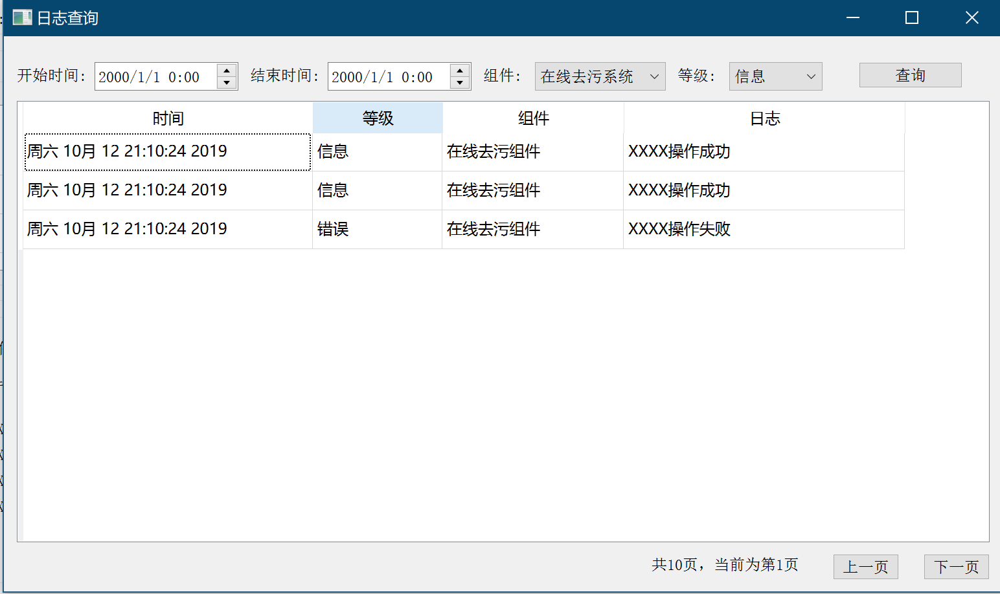 日志查询
开始时间： 2000/1/1 0:00 结束时间： 2000/1/1 0:00 组件： 在线去污系统 等级： 信息 查询
时间 等级 组件 日志
周六 10月 12 21:10:24 2019 信息 在线去污组件 XXXX操作成功
周六 10月 12 21:10:24 2019 信息 在线去污组件 XXXX操作成功
周六 10月 12 21:10:24 2019 错误 在线去污组件 XXXX操作失败
共10页，当前为第1页 上一页 下一页